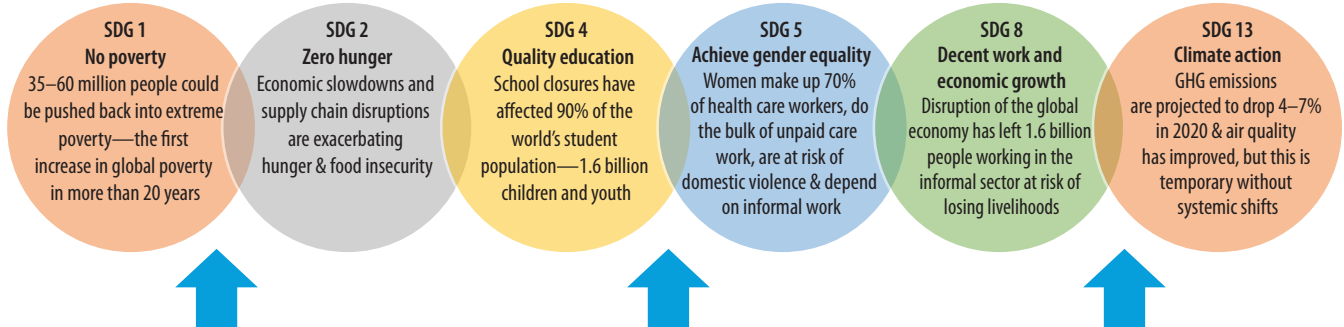 SDG 1
No poverty
35–60 million people could
be pushed back into extreme
poverty—the first
increase in global poverty
in more than 20 years
SDG 2
Zero hunger
Economic slowdowns and
supply chain disruptions
are exacerbating
hunger & food insecurity
SDG 4
Quality education
School closures have
affected 90% of the
world's student
population—1.6 billion
children and youth
SDG 5
Achieve gender equality
Women make up 70%
of health care workers, do
the bulk of unpaid care
work, are at risk of
domestic violence & depend
on informal work
SDG 8
Decent work and
economic growth
Disruption of the global
economy has left 1.6 billion
people working in the
informal sector at risk of
losing livelihoods
SDG 13
Climate action
GHG emissions
are projected to drop 4–7%
in 2020 & air quality
has improved, but this is
temporary without
systemic shifts